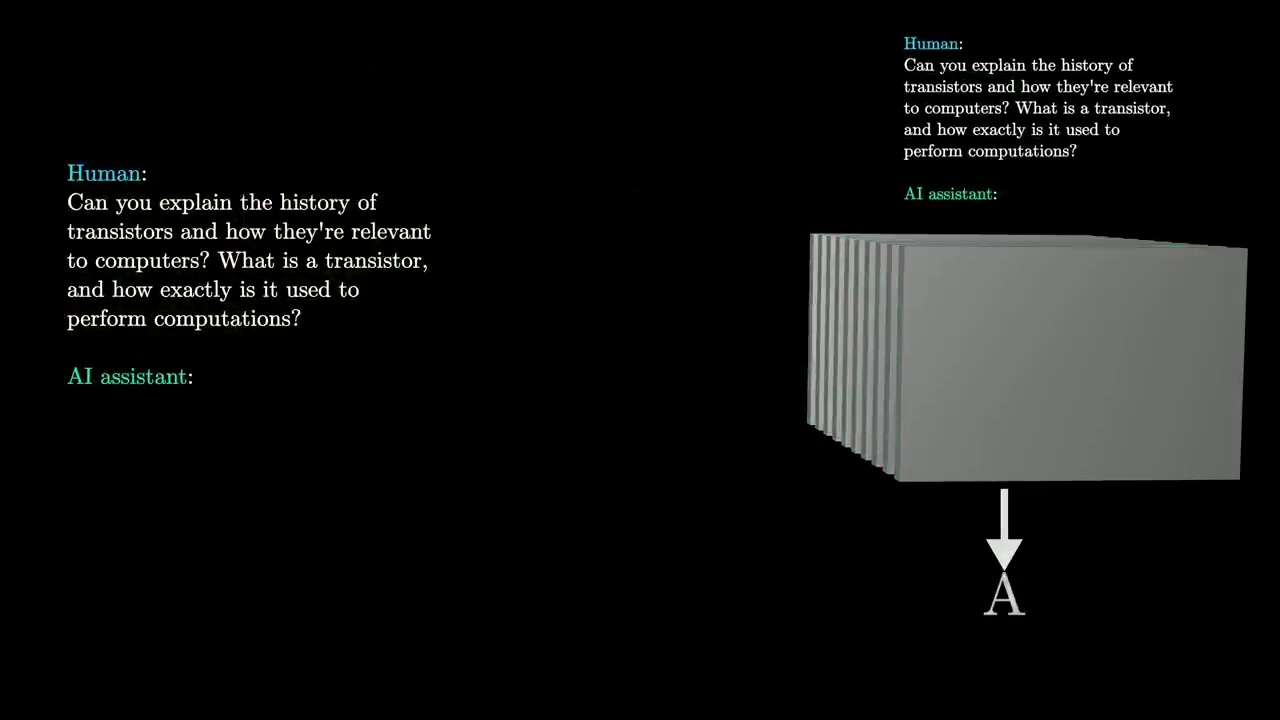 Human:
Can you explain the history of
transistors and how they're relevant
to computers? What is a transistor,
and how exactly is it used to
perform computations?
AI assistant:
Human:
Can you explain the history of
transistors and how they're relevant
to computers? What is a transistor,
and how exactly is it used to
perform computations?
AI assistant:
A